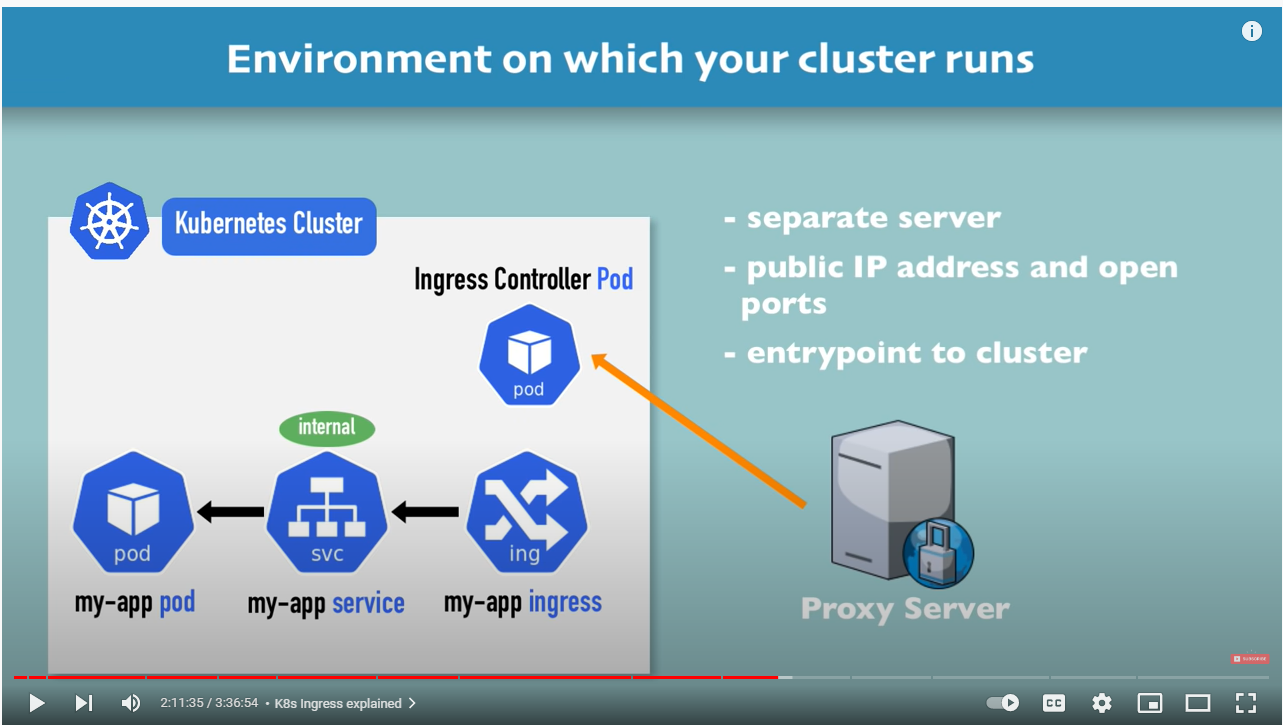 Environment on which your cluster runs
i
Kubernetes Cluster
Ingress Controller Pod
pod
internal
pod
svc
ing
my-app pod
my-app service
my-app ingress
- separate server
- public IP address and open
ports
- entrypoint to cluster
Proxy Server
SUBSCRIBE
2:11:35 / 3:36:54 • K8s Ingress explained
CC